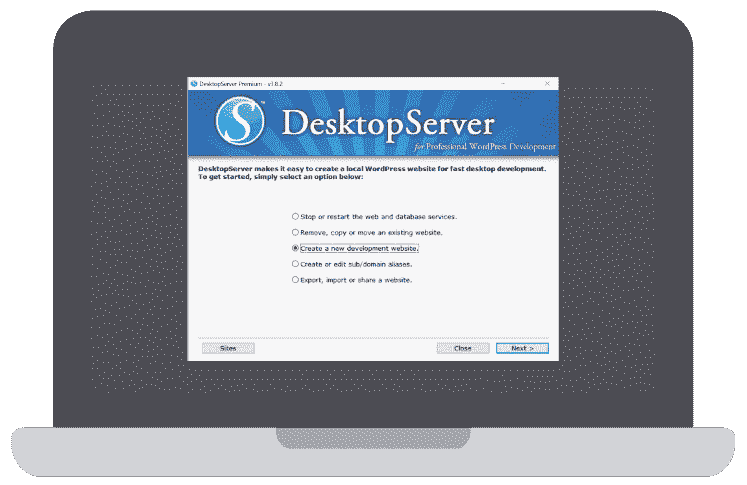 DesktopServer Premium - v3.8.2
DesktopServer
for Professional WordPress Development
DesktopServer makes it easy to create a local WordPress website for fast desktop development.
To get started, simply select an option below:
Stop or restart the web and database services.
Remove, copy or move an existing website.
Create a new development website.
Create or edit sub/domain aliases.
Export, import or share a website.
Sites
Close
Next >